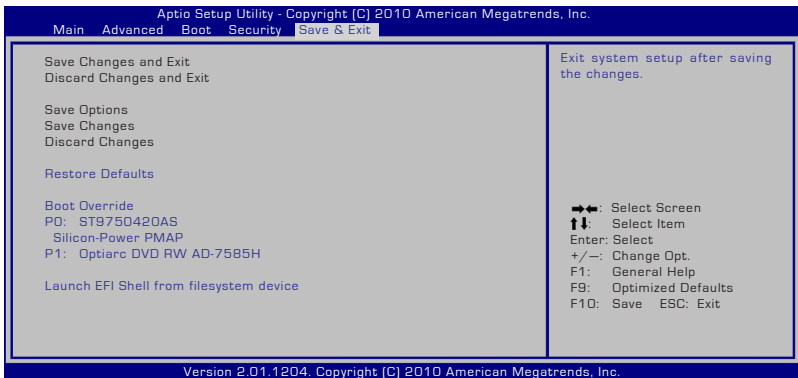 Aptio Setup Utility - Copyright (C) 2010 American Megatrends, Inc.
Main Advanced Boot Security Save & Exit
Save Changes and Exit
Discard Changes and Exit
Save Options
Save Changes
Discard Changes
Restore Defaults
Boot Override
P0: ST9750420AS
Silicon-Power PMAP
P1: Optiarc DVD RW AD-7585H
Launch EFI Shell from filesystem device
Exit system setup after saving
the changes.
→←: Select Screen
↑↓: Select Item
Enter: Select
+/—: Change Opt.
F1: General Help
F9: Optimized Defaults
F10: Save ESC: Exit
Version 2.01.1204. Copyright (C) 2010 American Megatrends, Inc.